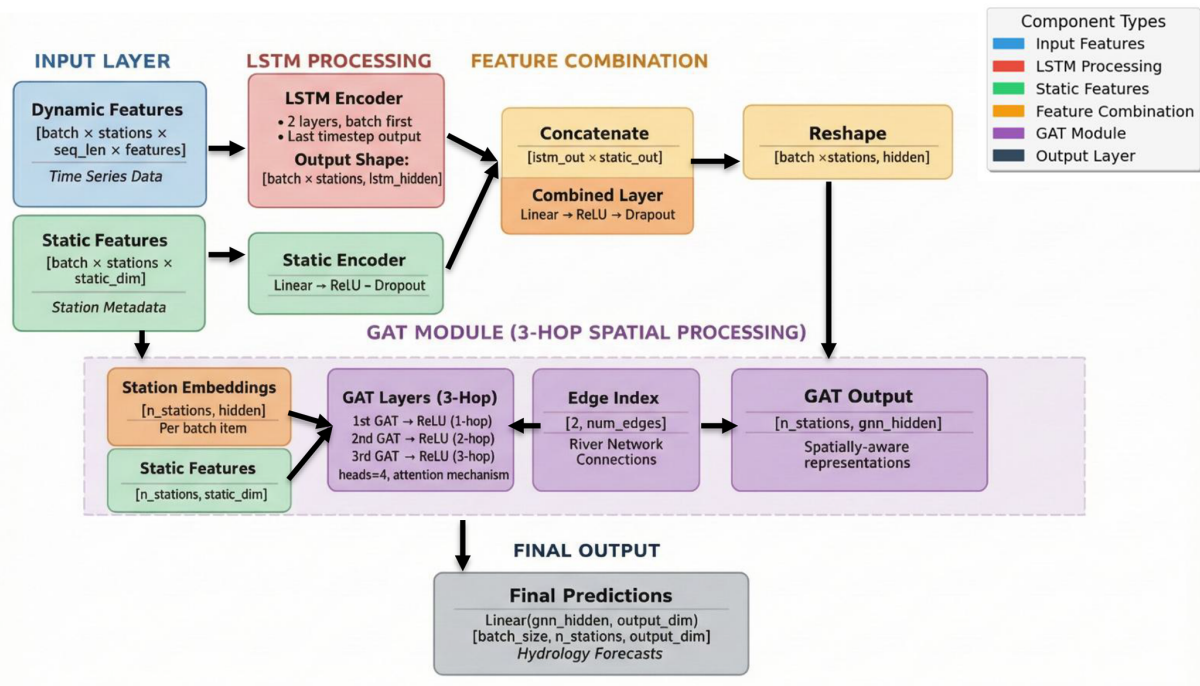 Component Types
Input Features
LSTM Processing
Static Features
Feature Combination
GAT Module
Output Layer
INPUT LAYER
Dynamic Features
[batch × stations ×
seq_len × features]
Time Series Data
Static Features
[batch × stations ×
static_dim]
Station Metadata
LSTM PROCESSING
LSTM Encoder
• 2 layers, batch first
• Last timestep output
Output Shape:
[batch × stations, lstm_hidden]
Static Encoder
Linear → RelU – Dropout
FEATURE COMBINATION
Concatenate
[istm_out × static_out]
Combined Layer
Linear → ReLU → Drapout
Reshape
[batch ×stations, hidden]
GAT MODULE (3-HOP SPATIAL PROCESSING)
Station Embeddings
[n_stations, hidden]
Per batch item
Static Features
[n_stations, static_dim]
GAT Layers (3-Hop)
1st GAT → ReLU (1-hop)
2nd GAT → ReLU (2-hop)
3rd GAT → ReLU (3-hop)
heads=4, attention mechanism
Edge Index
[2, num_edges]
River Network
Connections
GAT Output
[n_stations, gnn_hidden]
Spatially-aware
representations
FINAL OUTPUT
Final Predictions
Linear(gnn_hidden, output_dim)
[batch_size, n_stations, output_dim]
Hydrology Forecasts